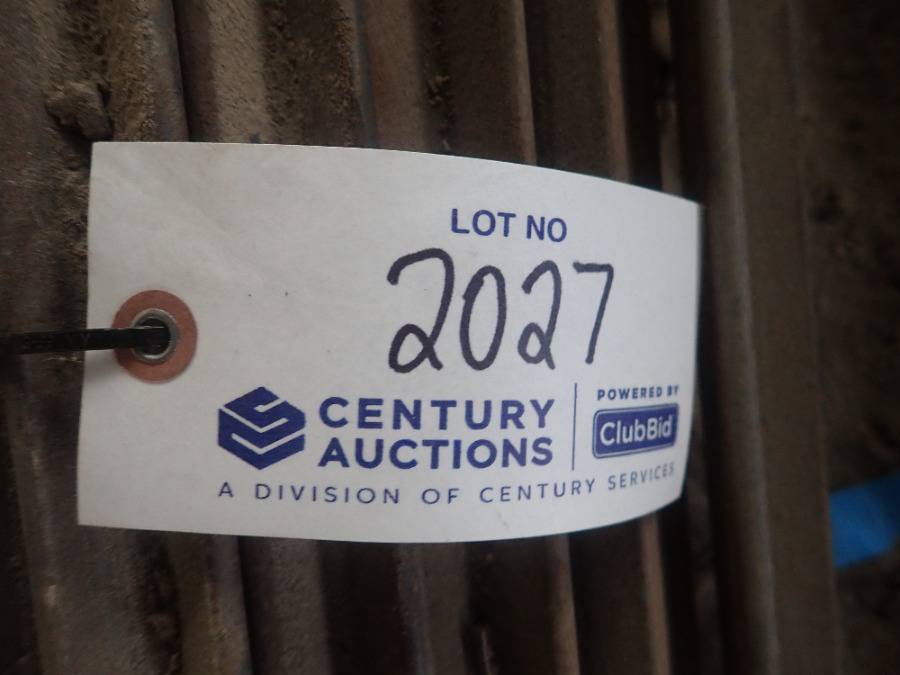 LOT NO
2027
CENTURY
AUCTIONS
POWERED BY
ClubBid
A DIVISION OF CENTURY SERVICES